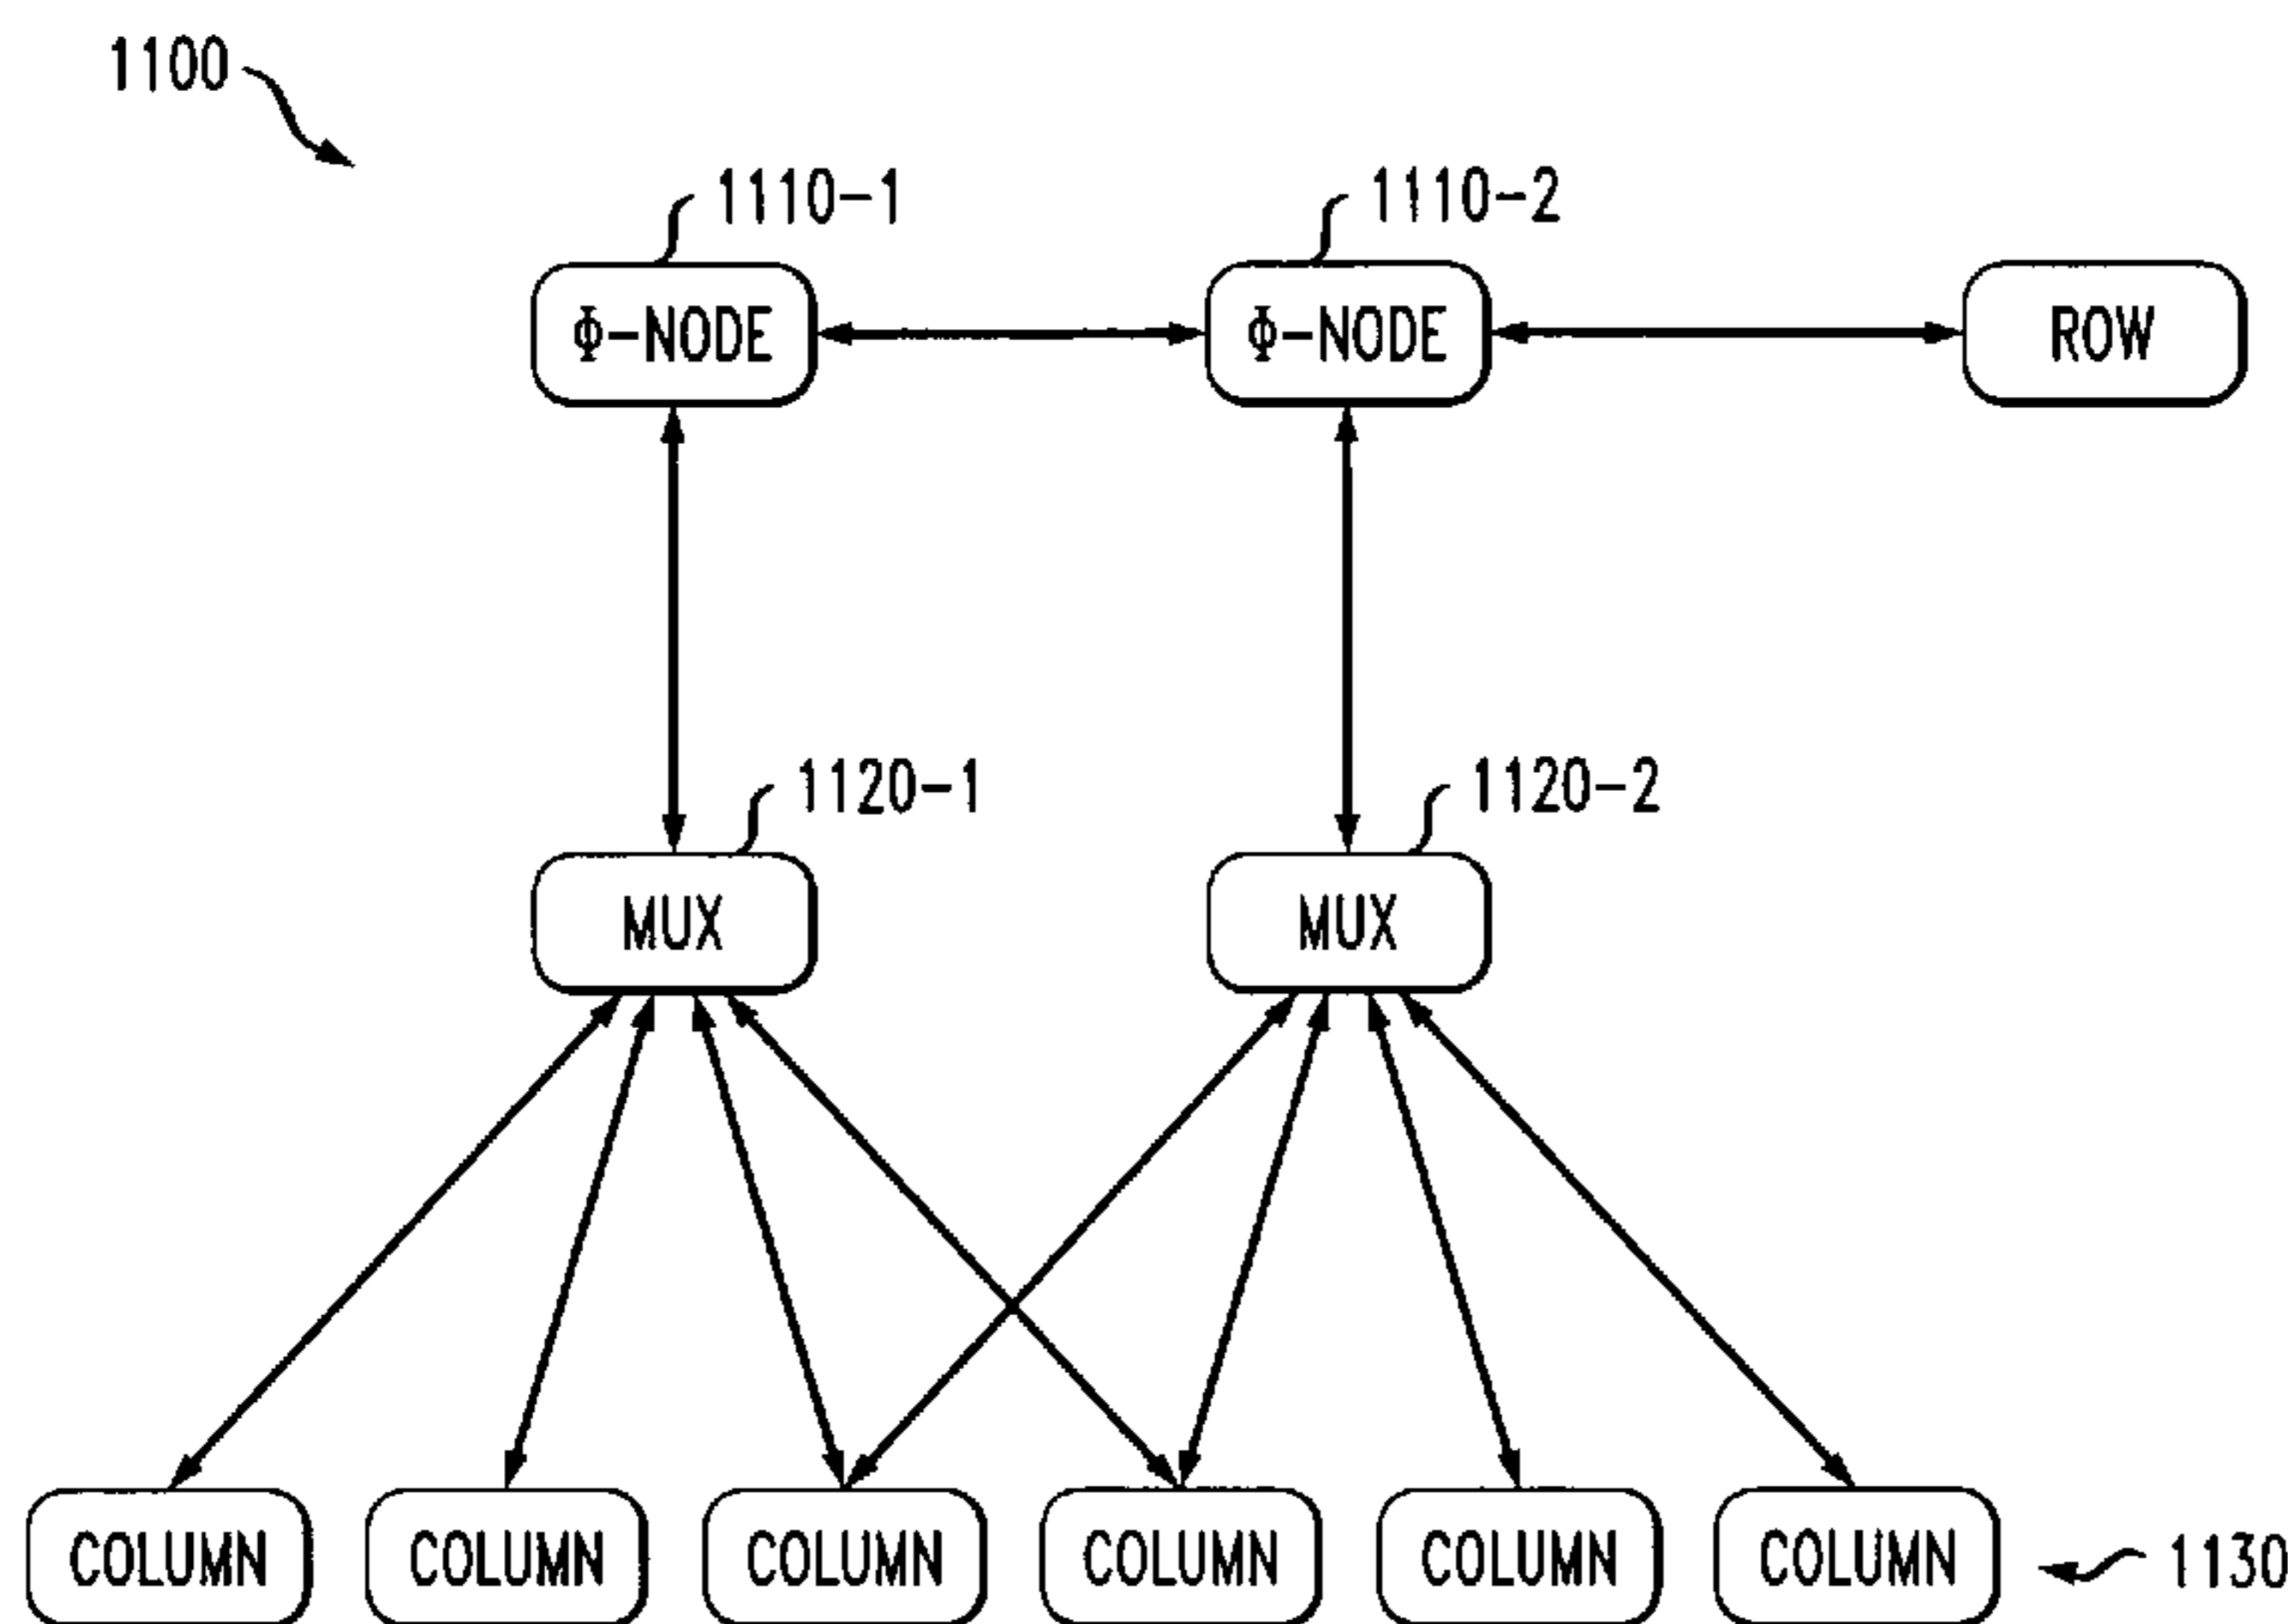 1100
1110-1
1110-2
Φ-NODE
Φ-NODE
ROW
1120-1
1120-2
MUX
MUX
COLUMN
COLUMN
COLUMN
COLUMN
COLUMN
COLUMN
1130